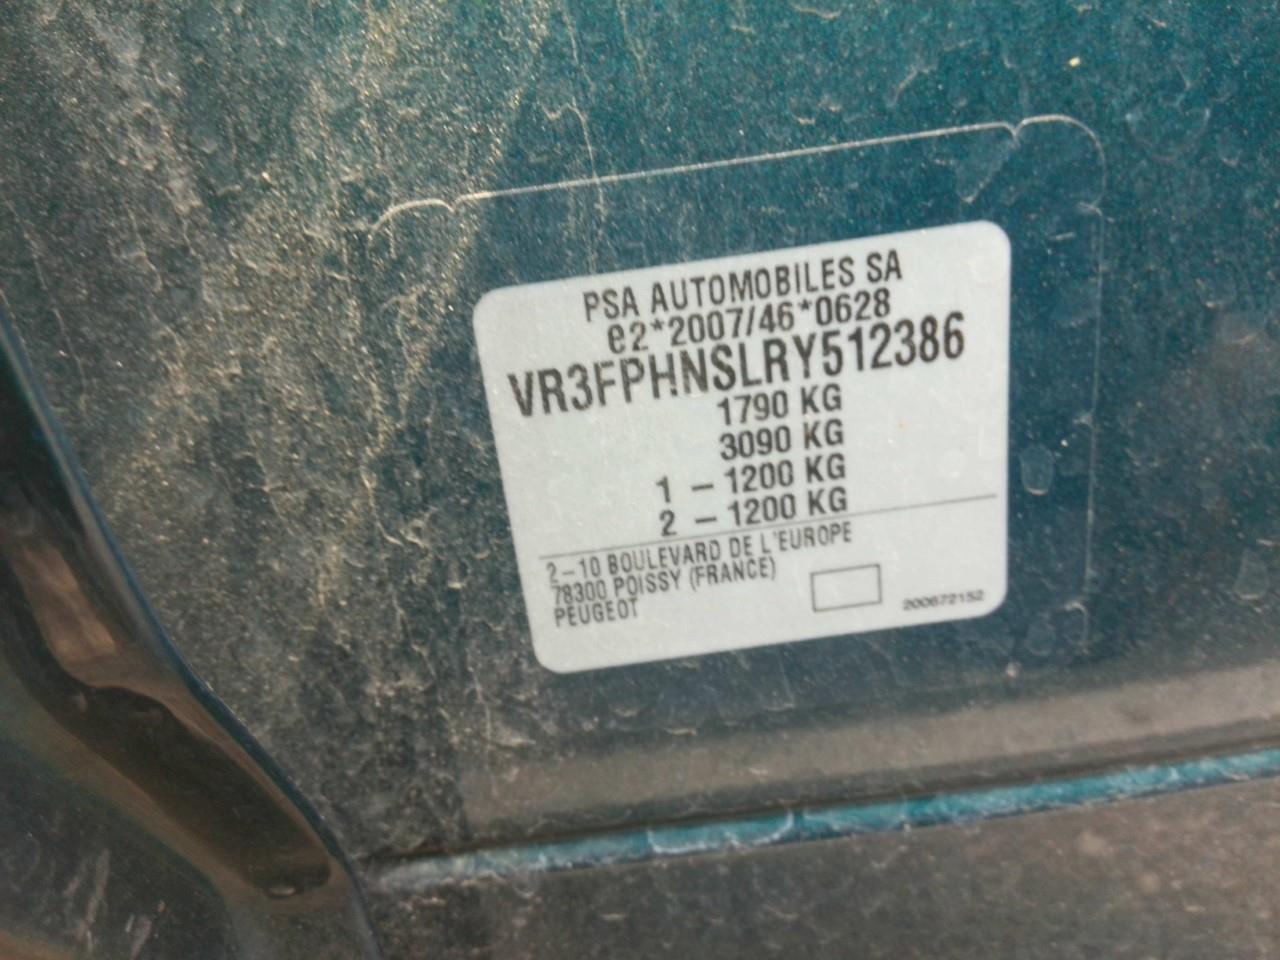 PSA AUTOMOBILES SA
e2*2007/46*0628
VR3FPHNSLRY512386
1790 KG
3090 KG
1 – 1200 KG
2 – 1200 KG
2–10 BOULEVARD DE L'EUROPE
78300 POISSY (FRANCE)
PEUGEOT
200672152